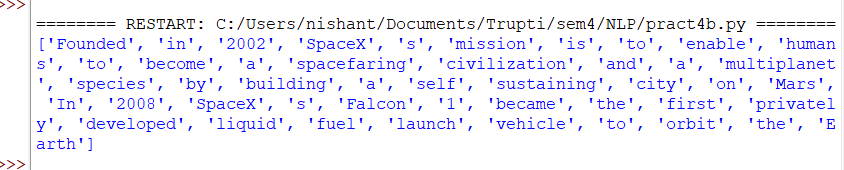 >>>
======== RESTART: C:/Users/nishant/Documents/Trupti/sem4/NLP/pract4b.py ========
['Founded', 'in', '2002', 'SpaceX', 's', 'mission', 'is', 'to', 'enable', 'human
s', 'to', 'become', 'a', 'spacefaring', 'civilization', 'and', 'a', 'multiplanet
', 'species', 'by', 'building', 'a', 'self', 'sustaining', 'city', 'on', 'Mars',
 'In', '2008', 'SpaceX', 's', 'Falcon', '1', 'became', 'the', 'first', 'privatel
y', 'developed', 'liquid', 'fuel', 'launch', 'vehicle', 'to', 'orbit', 'the', 'E
arth']
>>>